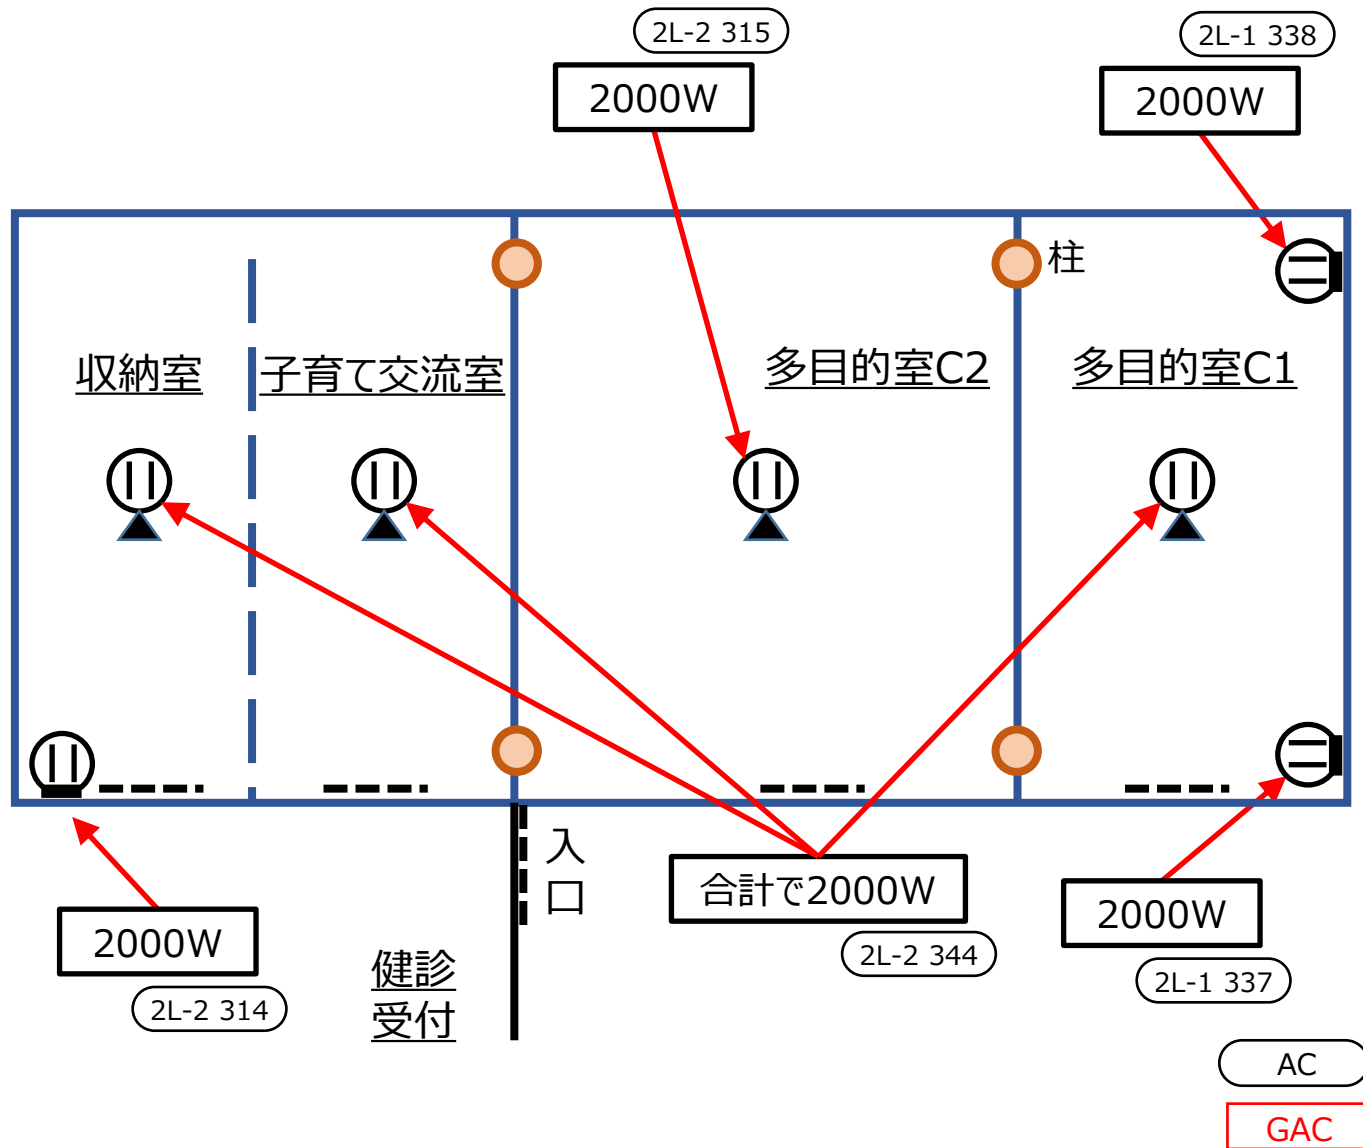 2L-2 315
2L-1 338
2000W
2000W
柱
収納室
子育て交流室
多目的室C2
多目的室C1
入
口
合計で2000W
2000W
2000W
2L-2 344
2L-1 337
2L-2 314
健診
受付
AC
GAC